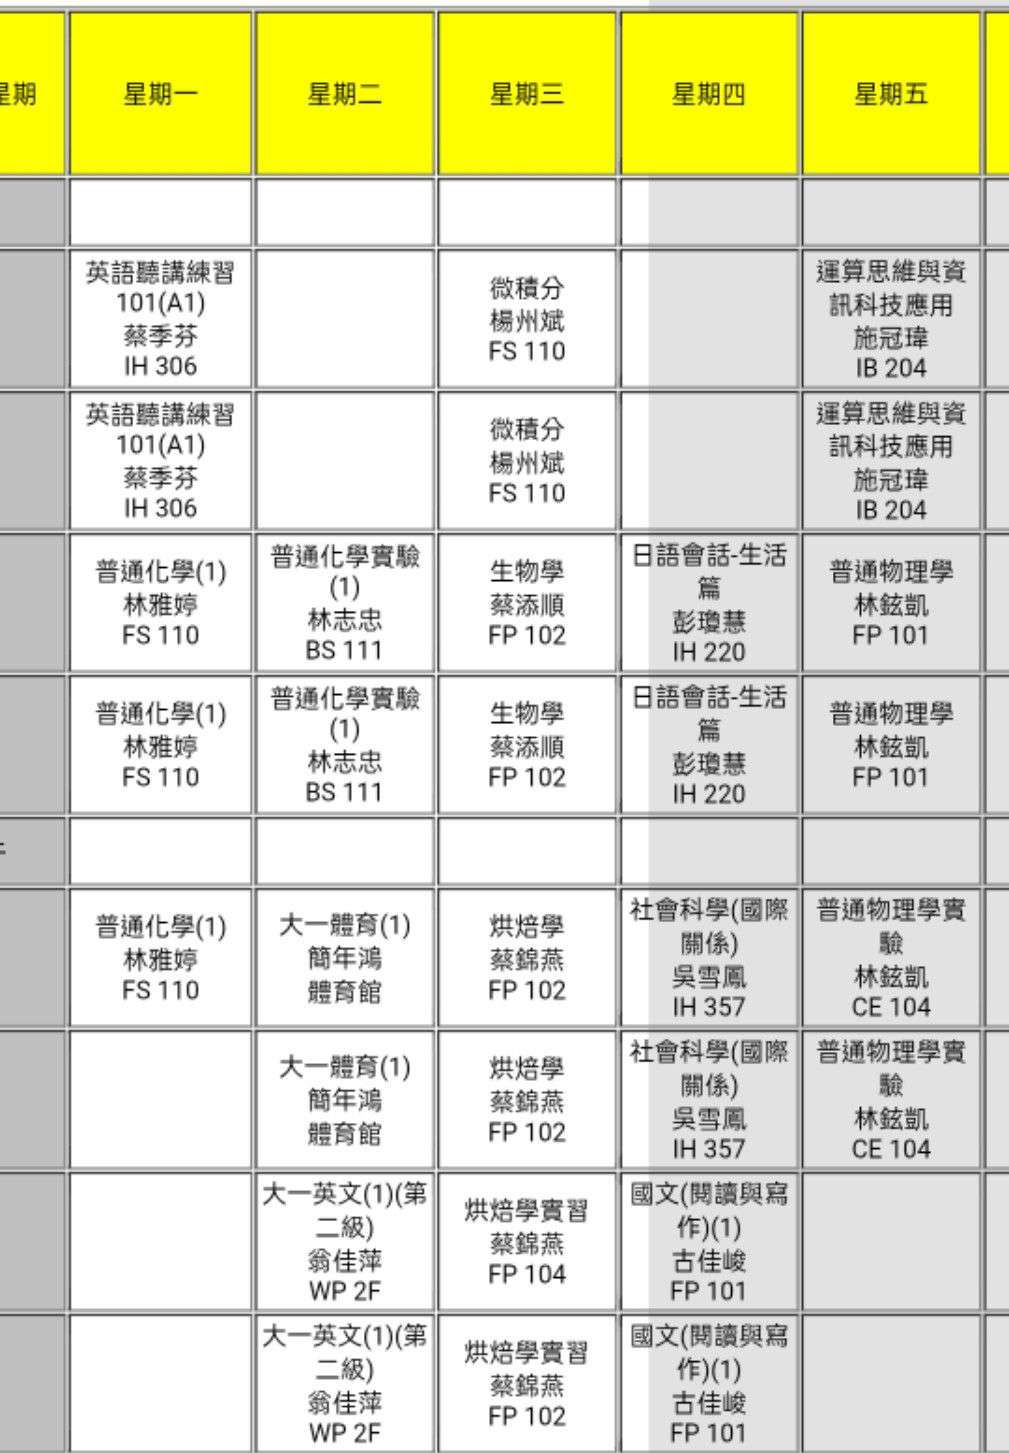 星期
星期一
星期二
星期三
星期四
星期五
英語聽講練習
101(A1)
蔡季芬
IH 306
微積分
楊州斌
FS 110
運算思維與資
訊科技應用
施冠瑋
IB 204
英語聽講練習
101(A1)
蔡季芬
IH 306
微積分
楊州斌
FS 110
運算思維與資
訊科技應用
施冠瑋
IB 204
普通化學(1)
林雅婷
FS 110
普通化學實驗
(1)
林志忠
BS 111
生物學
蔡添順
FP 102
日語會話-生活
篇
彭瓊慧
IH 220
普通物理學
林鉉凱
FP 101
普通化學(1)
林雅婷
FS 110
普通化學實驗
(1)
林志忠
BS 111
生物學
蔡添順
FP 102
日語會話-生活
篇
彭瓊慧
IH 220
普通物理學
林鉉凱
FP 101
普通化學(1)
林雅婷
FS 110
大一體育(1)
簡年鴻
體育館
烘焙學
蔡錦燕
FP 102
社會科學(國際
關係)
吳雪鳳
IH 357
普通物理學實
驗
林鉉凱
CE 104
大一體育(1)
簡年鴻
體育館
烘焙學
蔡錦燕
FP 102
社會科學(國際
關係)
吳雪鳳
IH 357
普通物理學實
驗
林鉉凱
CE 104
大一英文(1)(第
二級)
翁佳萍
WP 2F
烘焙學實習
蔡錦燕
FP 104
國文(閱讀與寫
作)(1)
古佳峻
FP 101
大一英文(1)(第
二級)
翁佳萍
WP 2F
烘焙學實習
蔡錦燕
FP 102
國文(閱讀與寫
作)(1)
古佳峻
FP 101